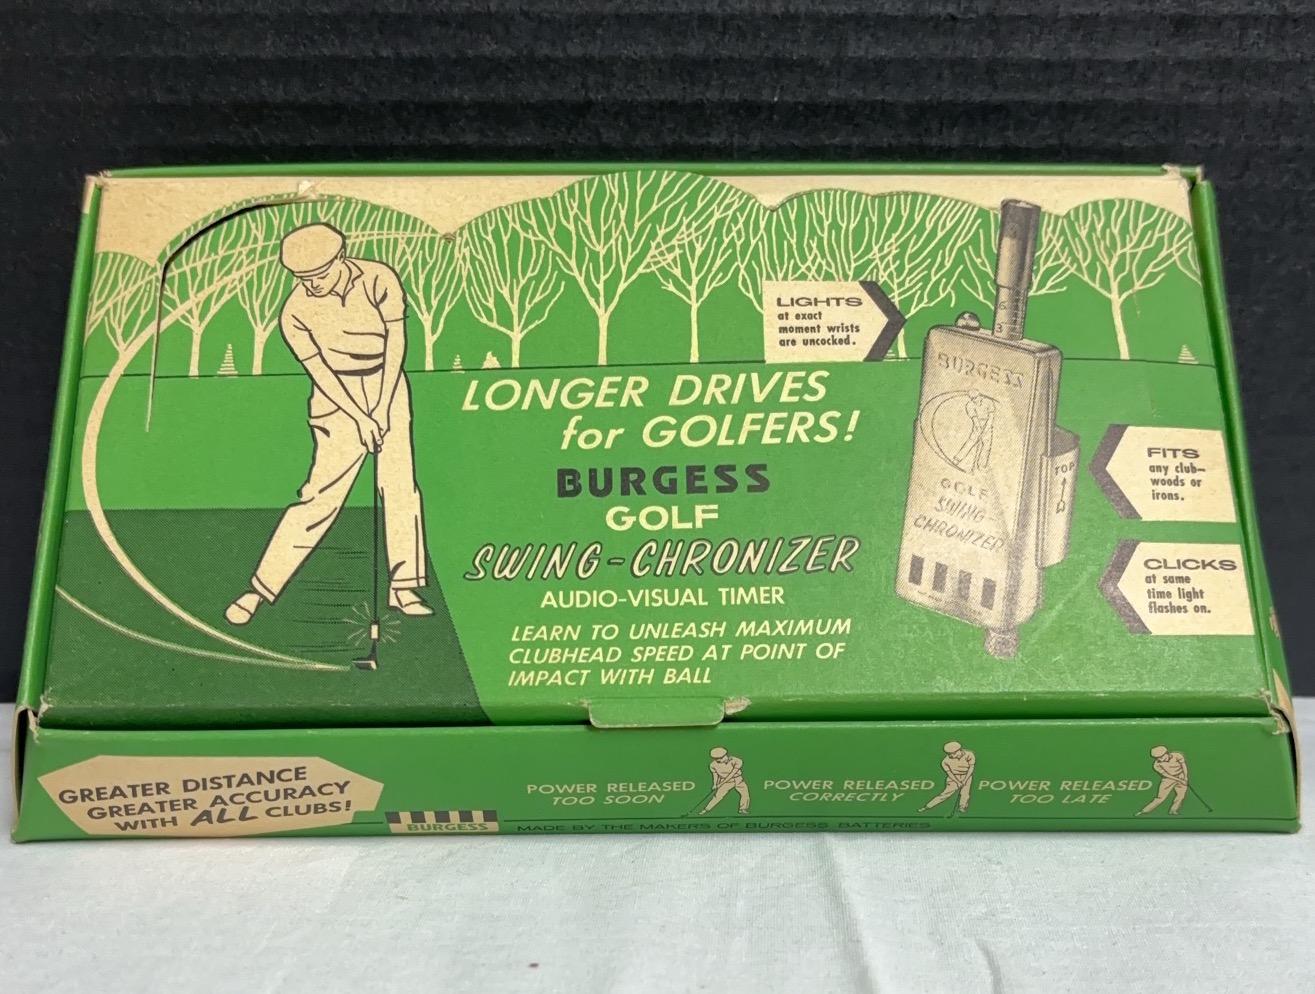 LIGHTS
at exact
moment wrists
are uncocked.
LONGER DRIVES
for GOLFERS!
BURGESS
GOLF
SWING-CHRONIZER
AUDIO-VISUAL TIMER
LEARN TO UNLEASH MAXIMUM
CLUBHEAD SPEED AT POINT OF
IMPACT WITH BALL
6
3
BURGESS
TOP
GOLF
SWING-
CHRONIZER
FITS
any club-
woods or
irons.
CLICKS
at same
time light
flashes on.
GREATER DISTANCE
GREATER ACCURACY
WITH ALL CLUBS!
BURGESS
POWER RELEASED
TOO SOON
POWER RELEASED
CORRECTLY
POWER RELEASED
TOO LATE
MADE BY THE MAKERS OF BURGESS BATTERIES